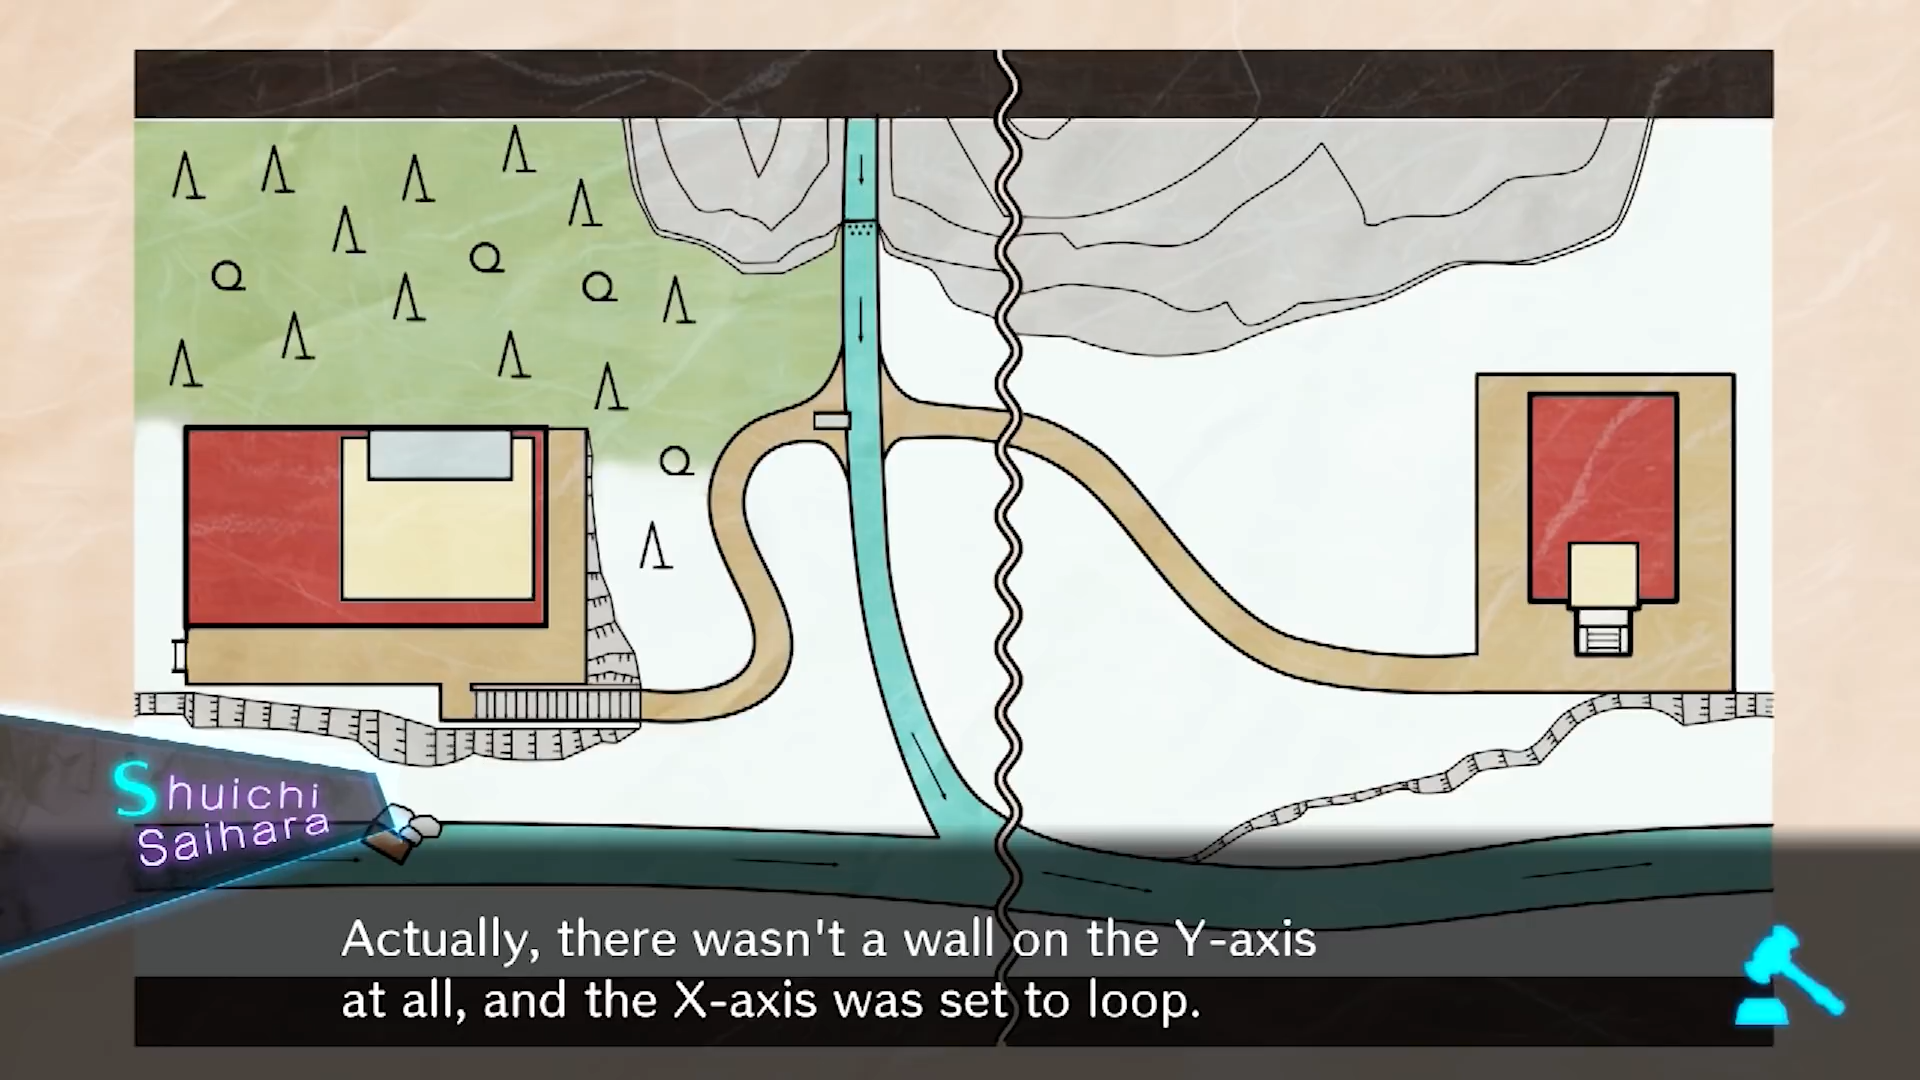 Shuichi
Saihara
Actually, there wasn't a wall on the Y-axis
at all, and the X-axis was set to loop.